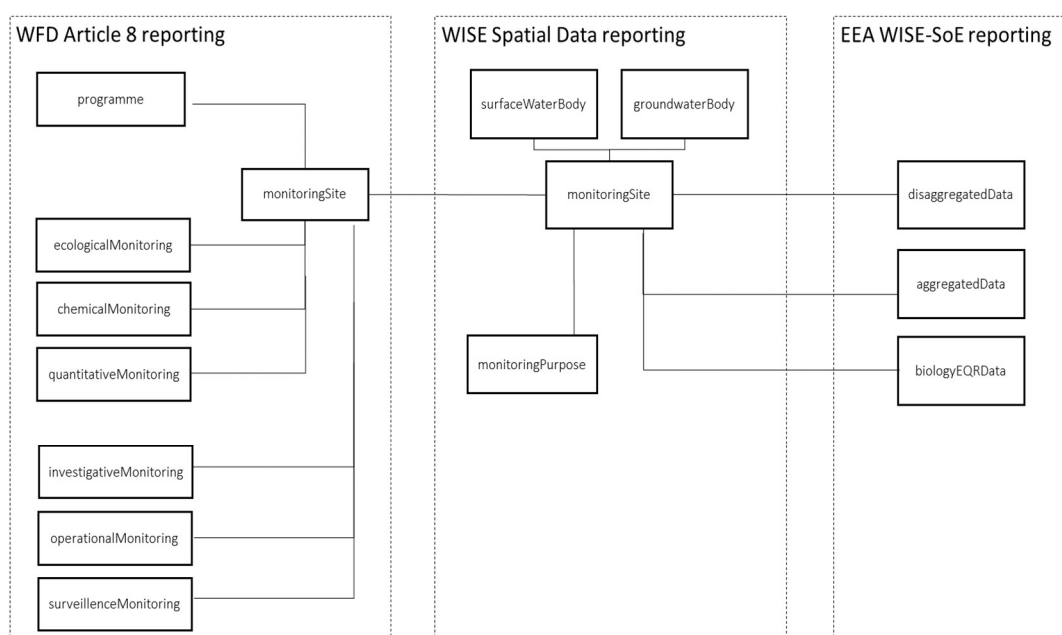 WFD Article 8 reporting
programme
monitoringSite
ecologicalMonitoring
chemicalMonitoring
quantitativeMonitoring
investigativeMonitoring
operationalMonitoring
surveillenceMonitoring
WISE Spatial Data reporting
surfaceWaterBody
groundwaterBody
monitoringSite
monitoringPurpose
EEA WISE-SoE reporting
disaggregatedData
aggregatedData
biologyEQRData